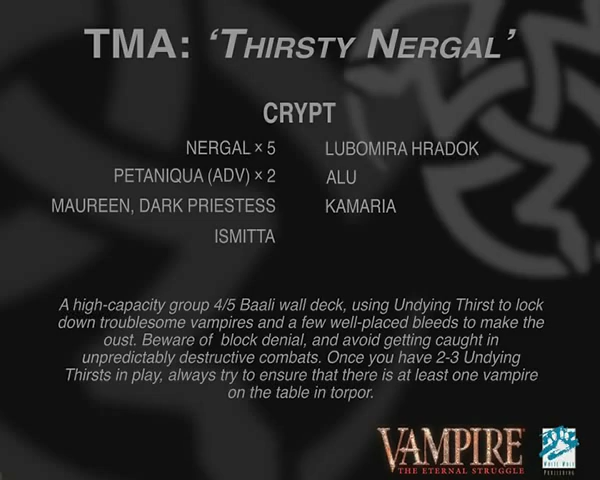 TMA: ‘THIRSTY NERGAL’
CRYPT
NERGAL × 5
PETANIQUA (ADV) × 2
MAUREEN, DARK PRIESTESS
ISMITTA
LUBOMIRA HRADOK
ALU
KAMARIA
A high-capacity group 4/5 Baali wall deck, using Undying Thirst to lock
down troublesome vampires and a few well-placed bleeds to make the
oust. Beware of block denial, and avoid getting caught in
unpredictably destructive combats. Once you have 2-3 Undying
Thirsts in play, always try to ensure that there is at least one vampire
on the table in torpor.
VAMPIRE
THE ETERNAL STRUGGLE
WHITE WOLF
PUBLISHING